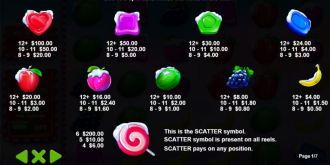 12+ $100.00
10 - 11 $50.00
8 - 9 $20.00
12+ $50.00
10 - 11 $20.00
8 - 9 $5.00
12+ $30.00
10 - 11 $10.00
8 - 9 $4.00
12+ $24.00
10 - 11 $4.00
8 - 9 $3.00
12+ $20.00
10 - 11 $3.00
8 - 9 $2.00
12+ $16.00
10 - 11 $2.40
8 - 9 $1.60
12+ $10.00
10 - 11 $2.00
8 - 9 $1.00
12+ $8.00
10 - 11 $1.80
8 - 9 $0.80
12+ $4.00
10 - 11 $1.50
8 - 9 $0.50
6 $200.00
5 $10.00
4 $6.00
This is the SCATTER symbol.
SCATTER symbol is present on all reels.
SCATTER pays on any position.
Page 1/7